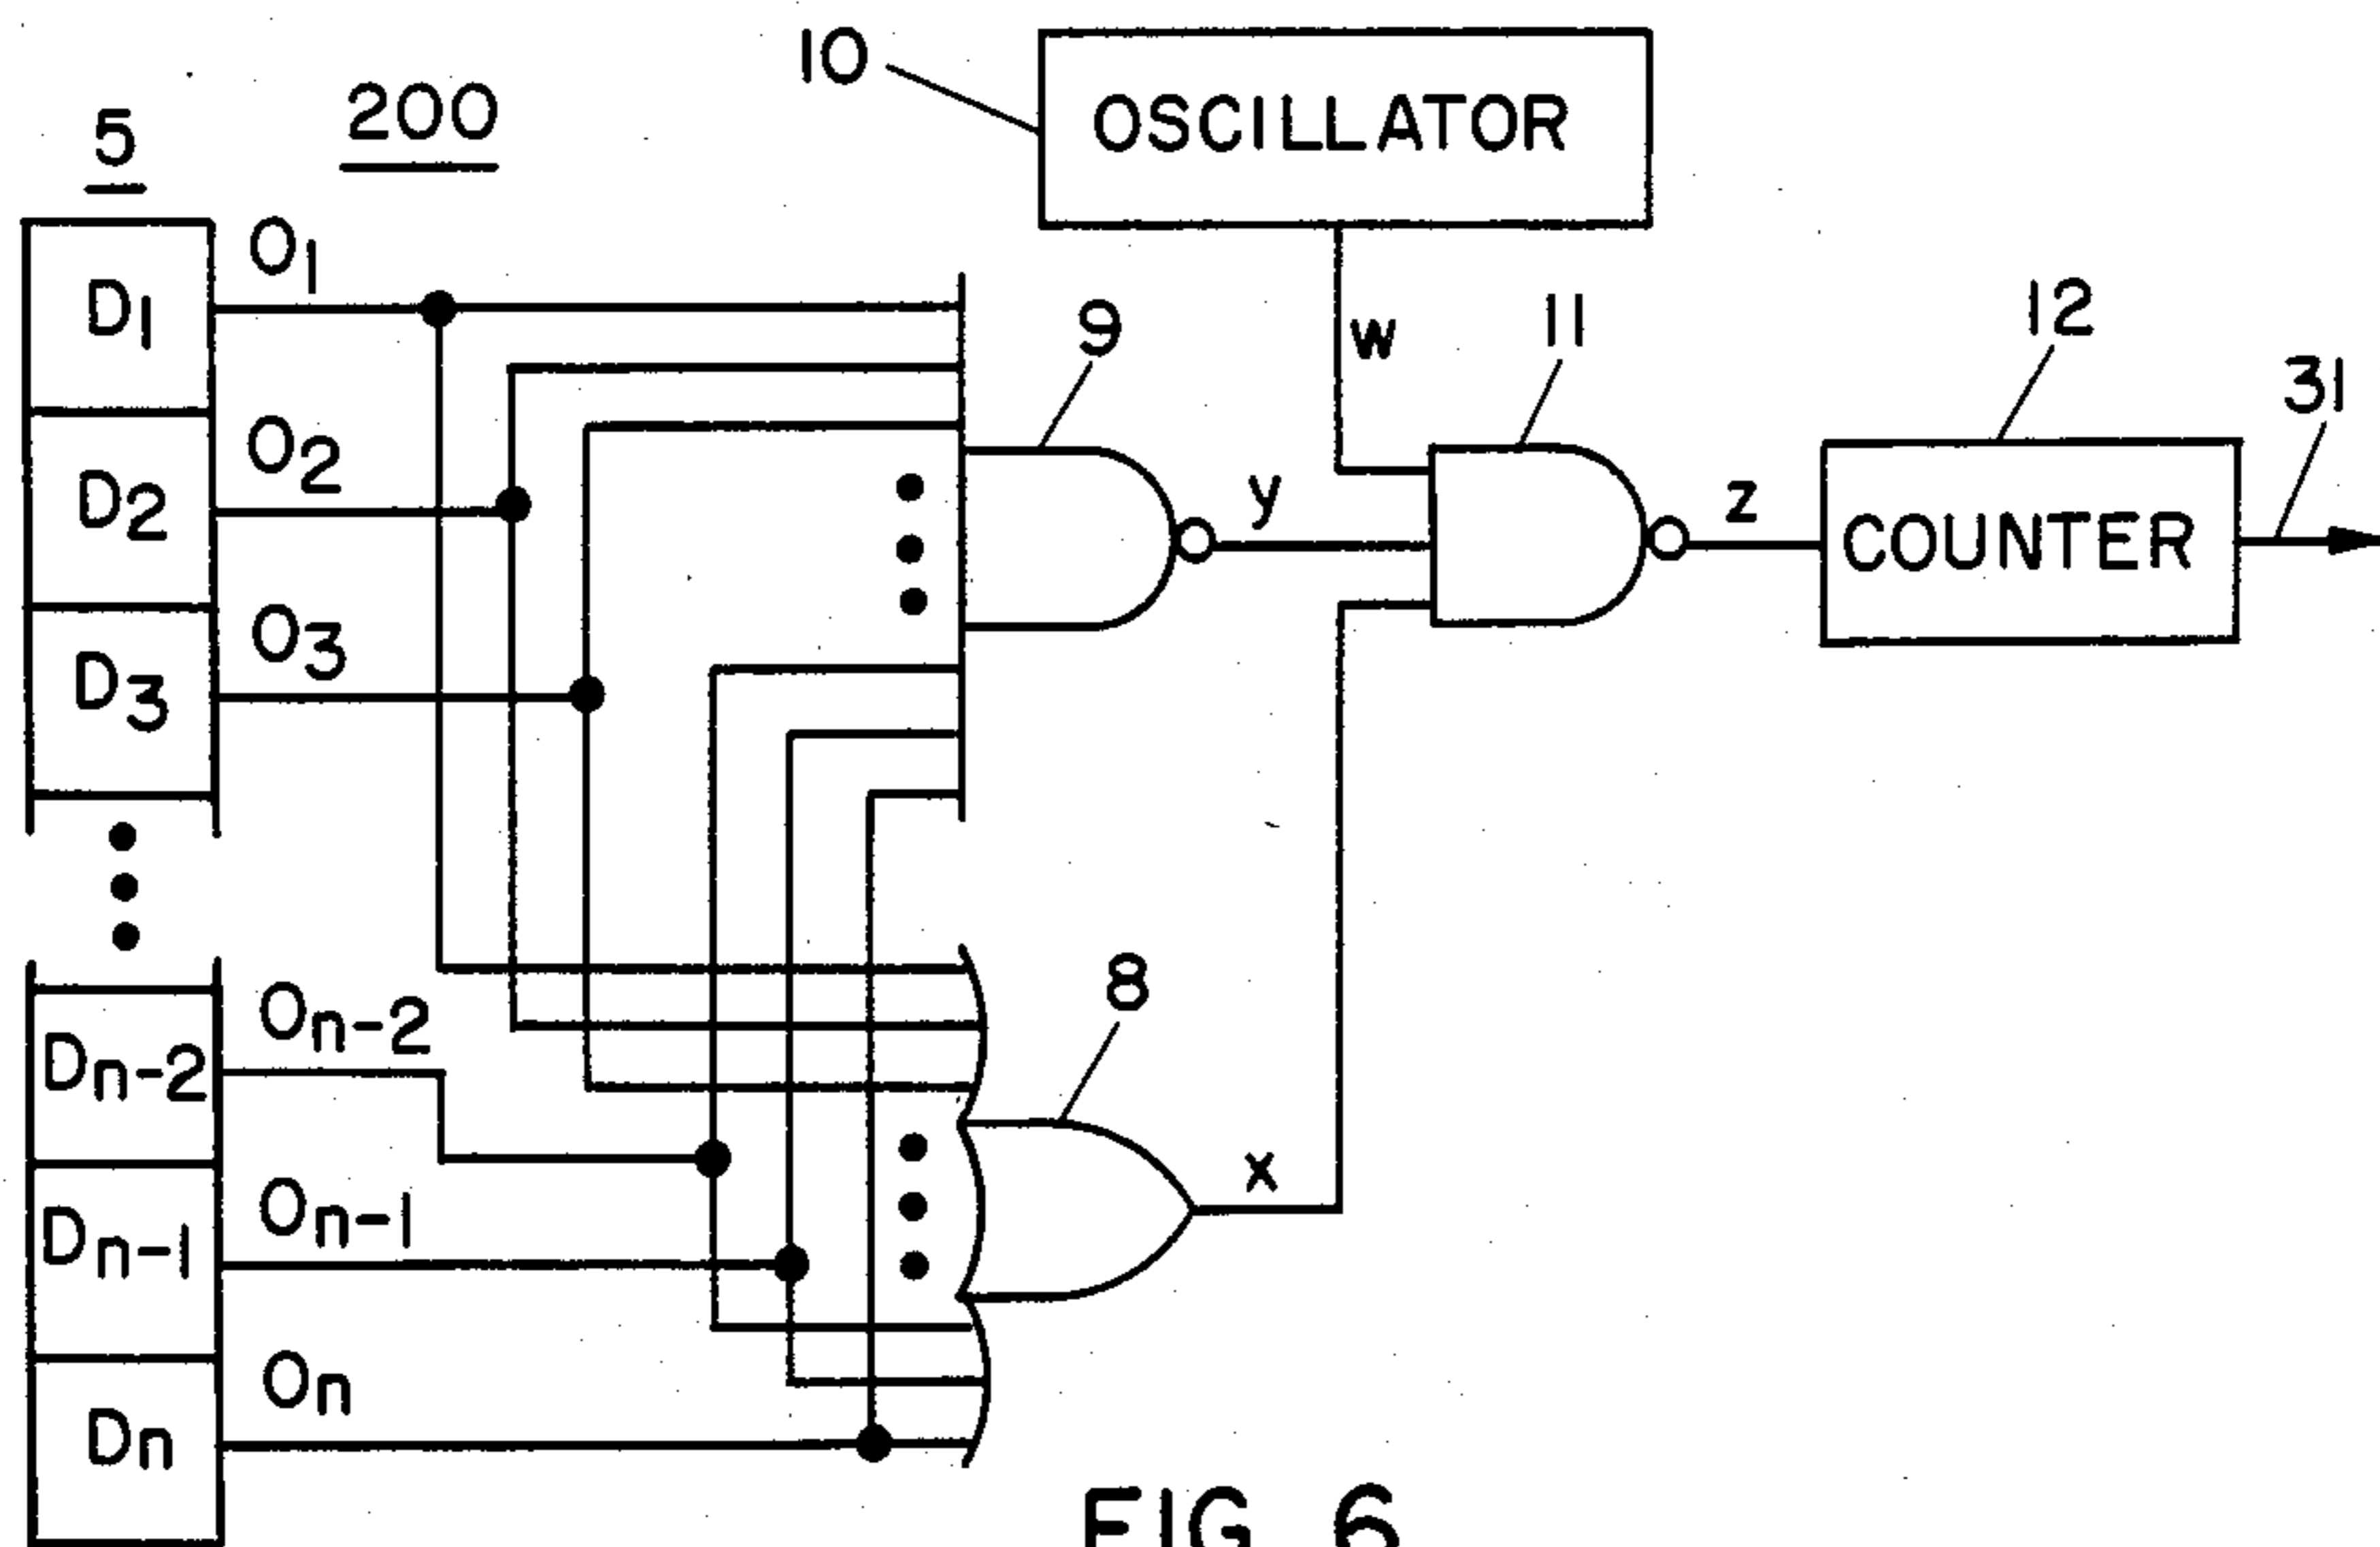 10
OSCILLATOR
5
200
O1
D1
9
w
11
12
31
O2
D2
y
z
COUNTER
O3
D3
8
On-2
Dn-2
x
On-1
Dn-1
On
Dn
FIG 6